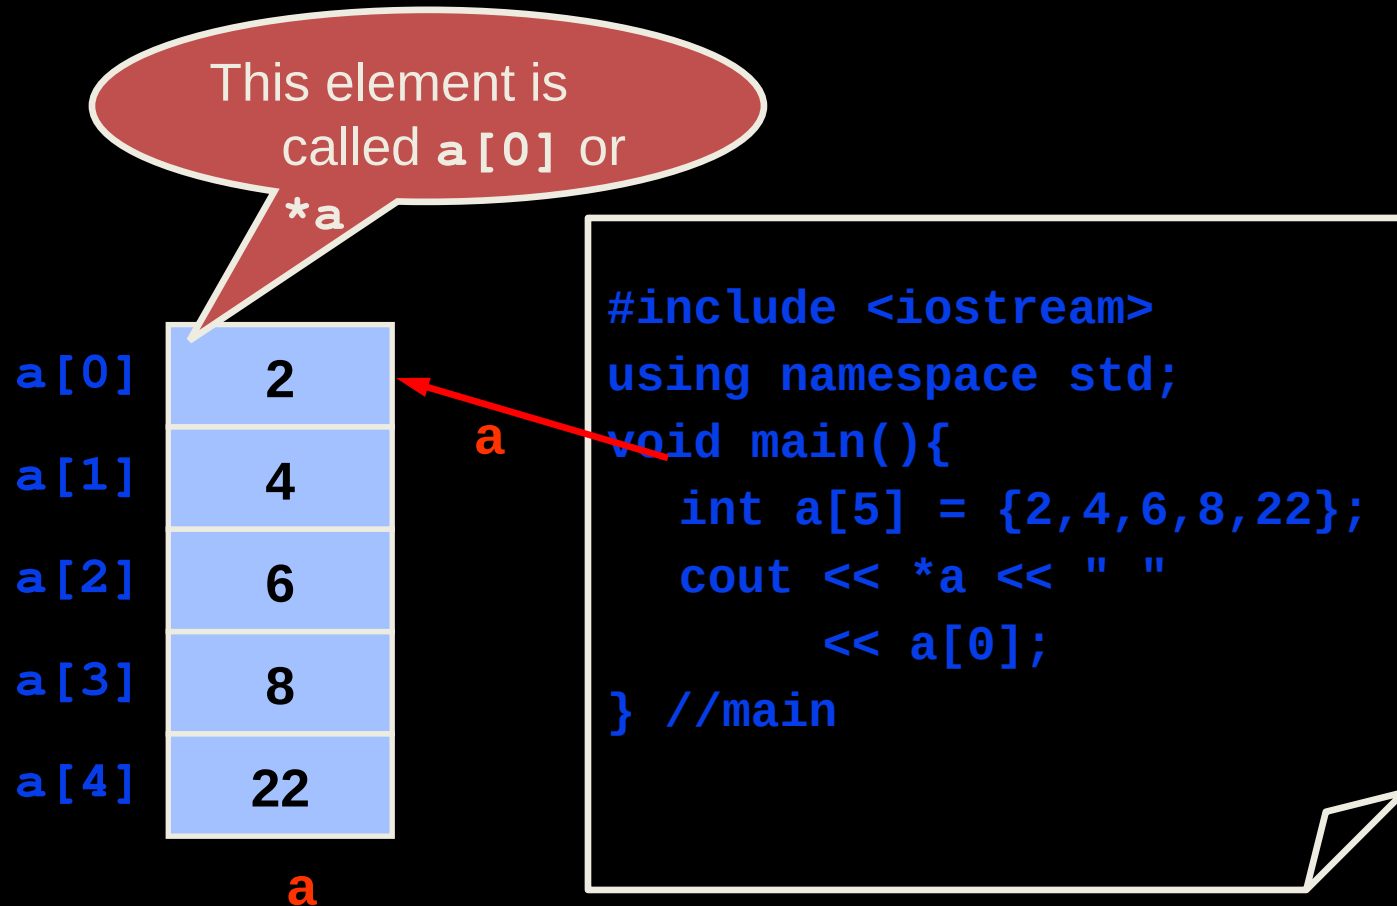 This element is
called a[0] or
*a
a[0]
2
a[1]
4
a[2]
6
a[3]
8
a[4]
22
a
a
#include <iostream>
using namespace std;
void main(){
int a[5] = {2,4,6,8,22};
cout << *a << " "
<< a[0];
} //main